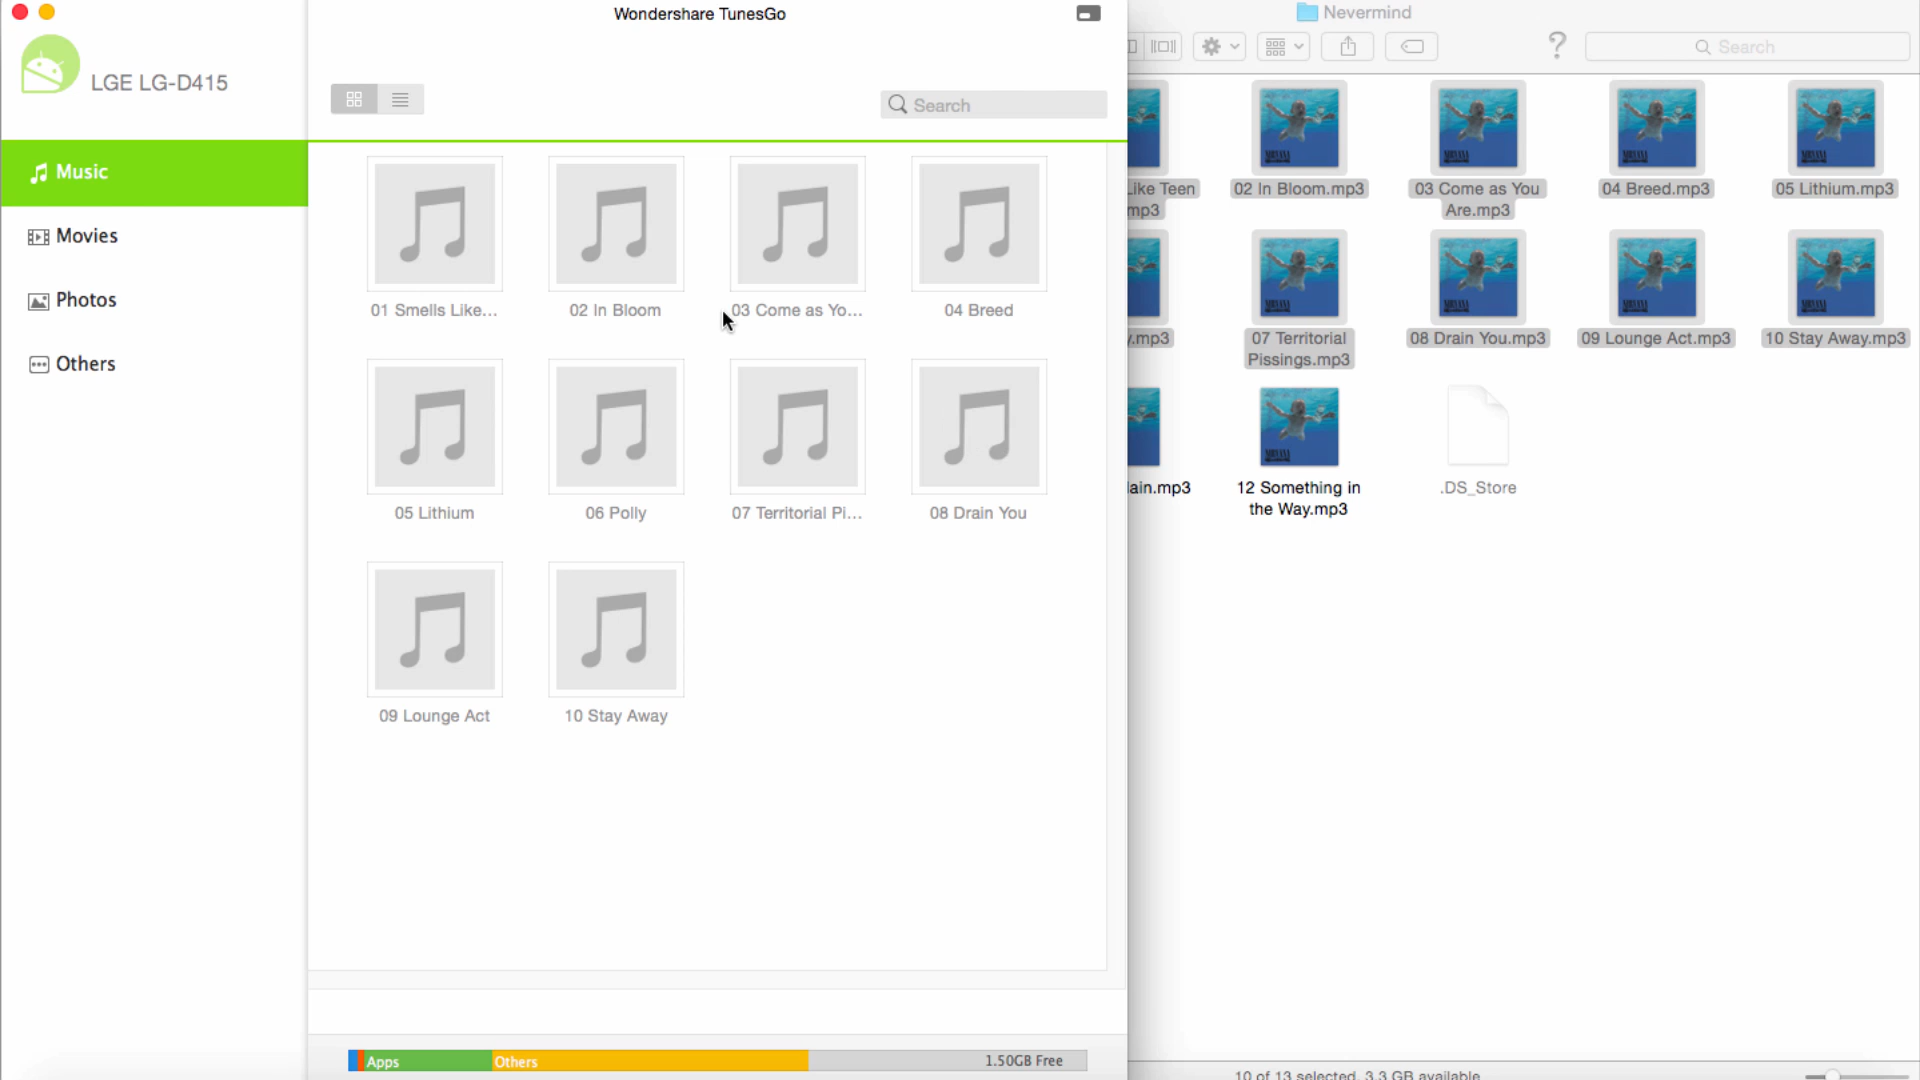 Wondershare TunesGo
LGE LG-D415
Search
Music
Movies
Photos
Others
01 Smells Like...
02 In Bloom
03 Come as Yo...
04 Breed
05 Lithium
06 Polly
07 Territorial Pi...
08 Drain You
09 Lounge Act
10 Stay Away
Apps
Others
1.50GB Free
Nevermind
Search
Like Teen
mp3
02 In Bloom.mp3
03 Come as You
Are.mp3
04 Breed.mp3
05 Lithium.mp3
.mp3
07 Territorial
Pissings.mp3
08 Drain You.mp3
09 Lounge Act.mp3
10 Stay Away.mp3
ain.mp3
12 Something in
the Way.mp3
.DS_Store
10 of 13 selected, 3.3 GB available